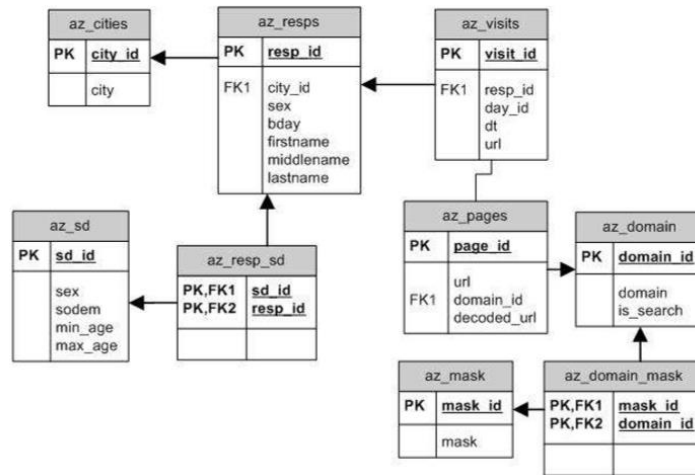 az_cities
PK city_id
city
az_resps
PK resp_id
FK1 city_id
sex
bday
firstname
middlename
lastname
az_visits
PK visit_id
FK1 resp_id
day_id
dt
url
az_sd
PK sd_id
sex
sodem
min_age
max_age
az_resp_sd
PK,FK1 sd_id
PK,FK2 resp_id
az_pages
PK page_id
url
FK1 domain_id
decoded_url
az_domain
PK domain_id
domain
is_search
az_mask
PK mask_id
mask
az_domain_mask
PK,FK1 mask_id
PK,FK2 domain_id